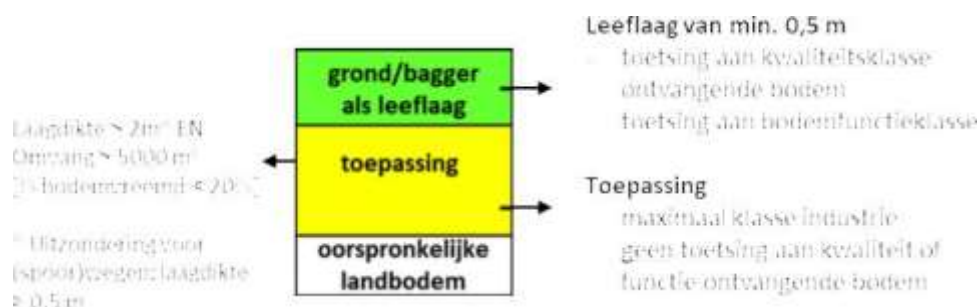 Leeflaag van min. 0,5 m
toetsing aan kwaliteitsklasse
ontvangende bodem
toetsing aan bodemfunctieklasse
grond/bagger
als leeflaag
Laagdikte > 2m* EN
Omvang > 5000 m³
bodemvreemd < 20%]
toepassing
Toepassing
maximaal klasse industrie
geen toetsing aan kwaliteit of
functie ontvangende bodem
* Uitzondering voor
(spoor)wegen: laagdikte
0,5 m
oorspronkelijke
landbodem